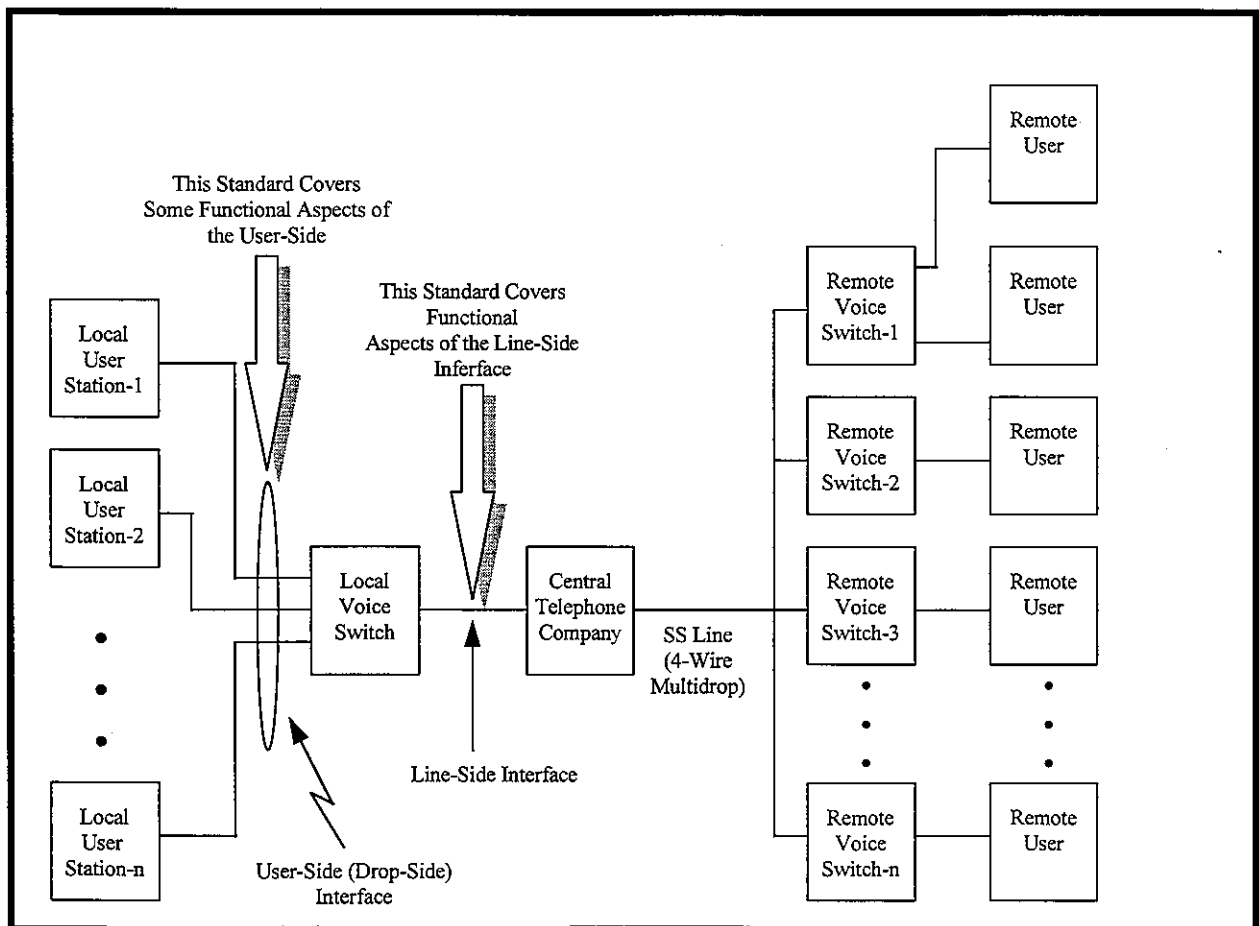 This Standard Covers
Some Functional Aspects of
the User-Side
This Standard Covers
Functional
Aspects of the Line-Side
Inferface
Local
User
Station-1
Local
User
Station-2
Local
User
Station-n
Local
Voice
Switch
Central
Telephone
Company
SS Line
(4-Wire
Multidrop)
Line-Side Interface
User-Side (Drop-Side)
Interface
Remote
Voice
Switch-1
Remote
Voice
Switch-2
Remote
Voice
Switch-3
Remote
Voice
Switch-n
Remote
User
Remote
User
Remote
User
Remote
User
Remote
User